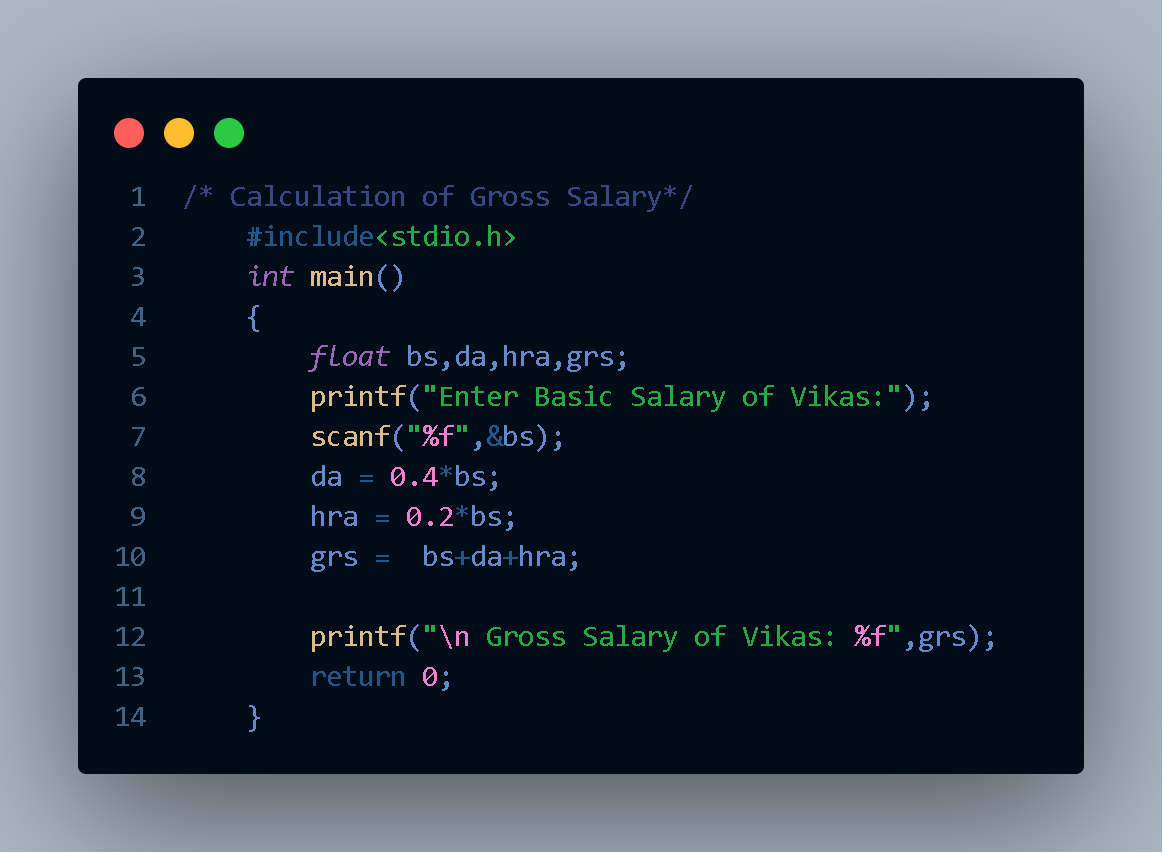 1 /* Calculation of Gross Salary*/
2     #include<stdio.h>
3     int main()
4     {
5         float bs,da,hra,grs;
6         printf("Enter Basic Salary of Vikas:");
7         scanf("%f",&bs);
8         da = 0.4*bs;
9         hra = 0.2*bs;
10         grs =  bs+da+hra;
11
12         printf("\n Gross Salary of Vikas: %f",grs);
13         return 0;
14     }